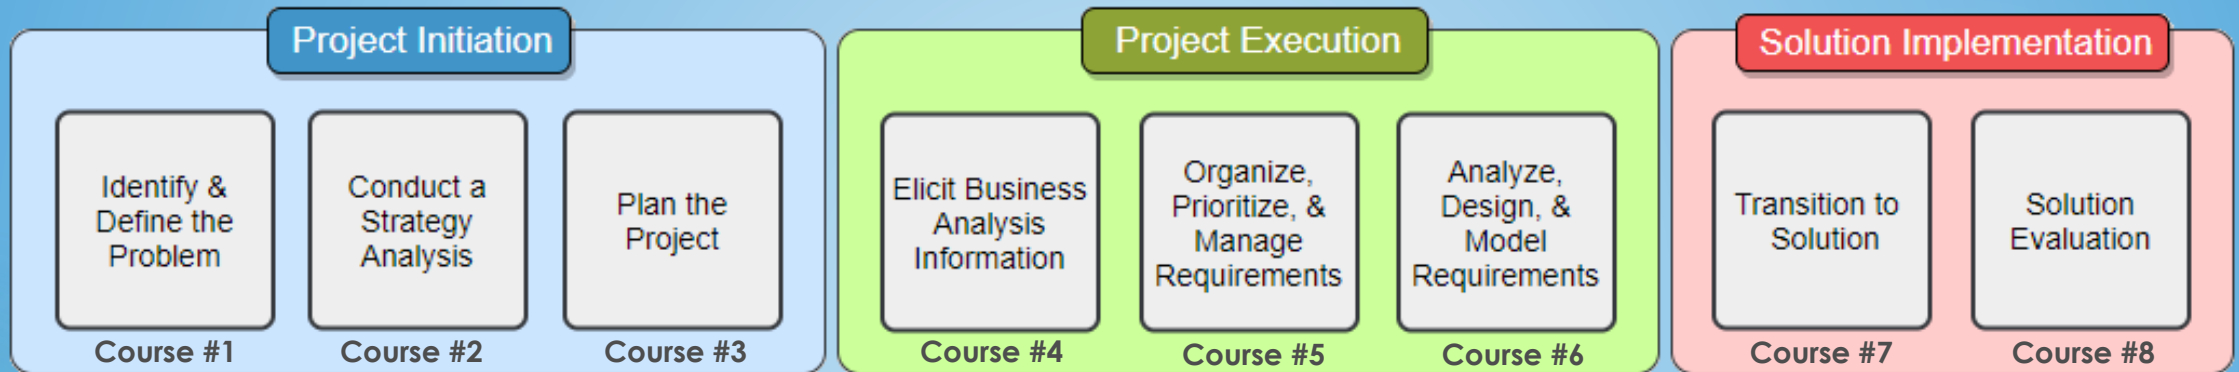 Project Initiation
Identify &
Define the
Problem
Course #1
Conduct a
Strategy
Analysis
Course #2
Plan the
Project
Course #3
Project Execution
Elicit Business
Analysis
Information
Course #4
Organize,
Prioritize, &
Manage
Requirements
Course #5
Analyze,
Design, &
Model
Requirements
Course #6
Solution Implementation
Transition to
Solution
Course #7
Solution
Evaluation
Course #8